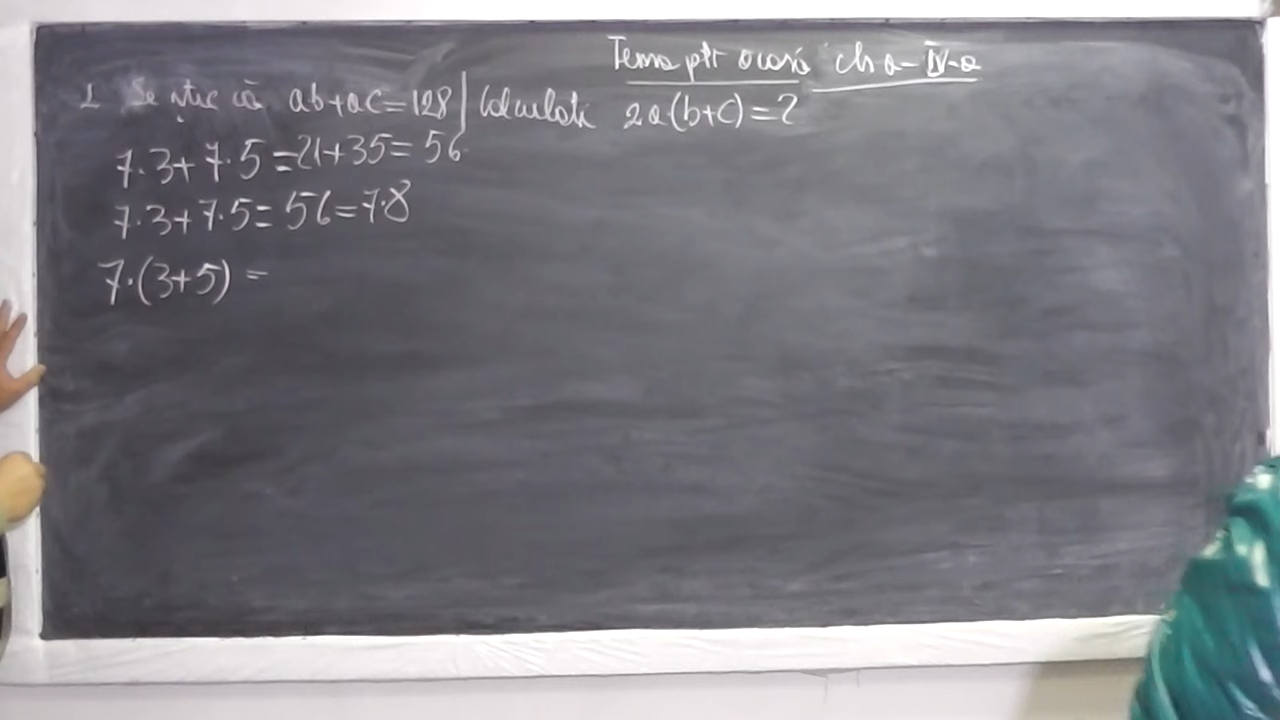 Tema ptr acasă cls a-IV-a
1 Se știe că ab+ac=128 | Calculați 2a·(b+c)=?
7·3+7·5=21+35=56
7·3+7·5=56=7·8
7·(3+5)=